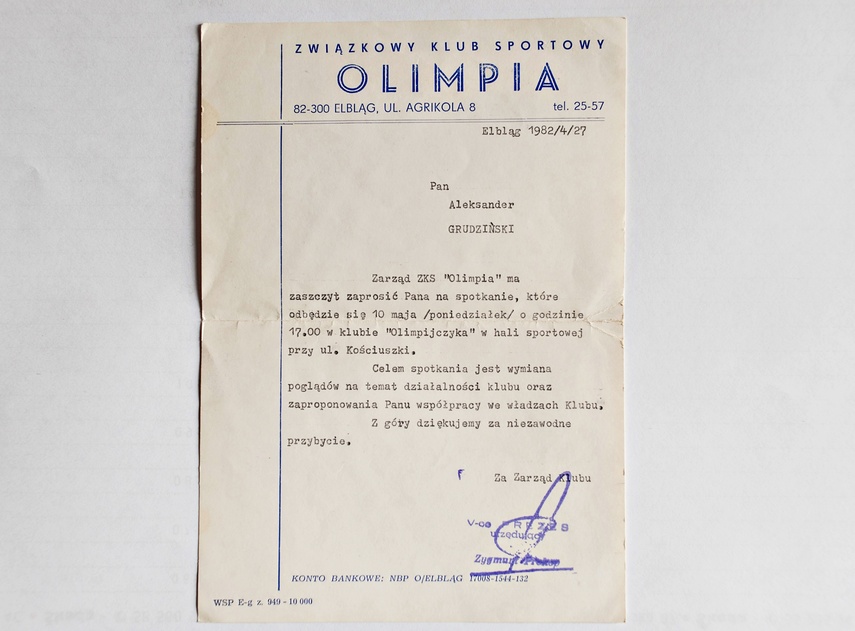 ZWIĄZKOWY KLUB SPORTOWY
OLIMPIA
82-300 ELBLĄG, UL. AGRIKOLA 8 tel. 25-57
Elbląg 1982/4/27
Pan
Aleksander
GRUDZIŃSKI
Zarząd ZKS "Olimpia" ma
zaszczyt zaprosić Pana na spotkanie, które
odbędzie się 10 maja /poniedziałek/ o godzinie
17.00 w klubie "Olimpijczyka" w hali sportowej
przy ul. Kościuszki.
Celem spotkania jest wymiana
poglądów na temat działalności klubu oraz
zaproponowania Panu współpracy we władzach Klubu.
Z góry dziękujemy za niezawodne
przybycie.
Za Zarząd Klubu
V-ce PREZES
urzędujący
Zygmunt Prokop
KONTO BANKOWE: NBP O/ELBLĄG 17008-1544-132
WSP E-g z. 949 - 10 000